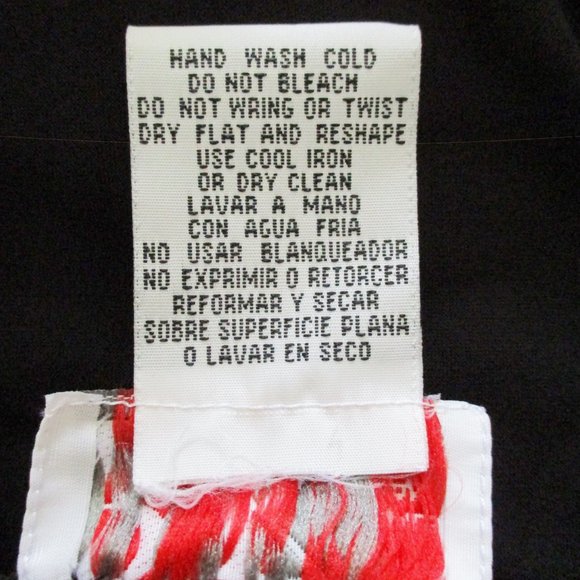 HAND WASH COLD
DO NOT BLEACH
DO NOT WRING OR TWIST
DRY FLAT AND RESHAPE
USE COOL IRON
OR DRY CLEAN
LAVAR A MANO
CON AGUA FRIA
NO USAR BLANQUEADOR
NO EXPRIMIR O RETORCER
REFORMAR Y SECAR
SOBRE SUPERFICIE PLANA
O LAVAR EN SECO